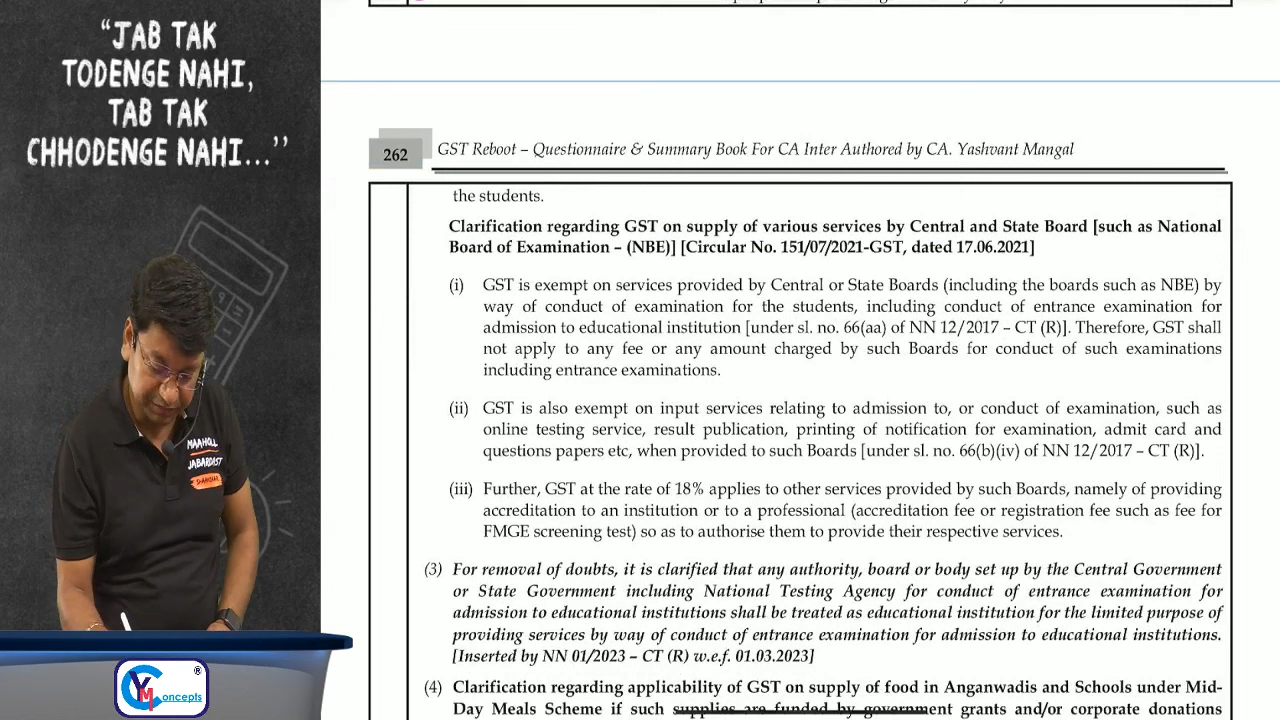 “JAB TAK
TODENGE NAHI,
TAB TAK
CHHODENGE NAHI...’’
MAAHOLL
JABARDAST
YM Concepts
®
262
GST Reboot – Questionnaire & Summary Book For CA Inter Authored by CA. Yashvant Mangal
the students.
Clarification regarding GST on supply of various services by Central and State Board [such as National
Board of Examination – (NBE)] [Circular No. 151/07/2021-GST, dated 17.06.2021]
(i) GST is exempt on services provided by Central or State Boards (including the boards such as NBE) by
way of conduct of examination for the students, including conduct of entrance examination for
admission to educational institution [under sl. no. 66(aa) of NN 12/2017 – CT (R)]. Therefore, GST shall
not apply to any fee or any amount charged by such Boards for conduct of such examinations
including entrance examinations.
(ii) GST is also exempt on input services relating to admission to, or conduct of examination, such as
online testing service, result publication, printing of notification for examination, admit card and
questions papers etc, when provided to such Boards [under sl. no. 66(b)(iv) of NN 12/2017 – CT (R)].
(iii) Further, GST at the rate of 18% applies to other services provided by such Boards, namely of providing
accreditation to an institution or to a professional (accreditation fee or registration fee such as fee for
FMGE screening test) so as to authorise them to provide their respective services.
(3) For removal of doubts, it is clarified that any authority, board or body set up by the Central Government
or State Government including National Testing Agency for conduct of entrance examination for
admission to educational institutions shall be treated as educational institution for the limited purpose of
providing services by way of conduct of entrance examination for admission to educational institutions.
[Inserted by NN 01/2023 – CT (R) w.e.f. 01.03.2023]
(4) Clarification regarding applicability of GST on supply of food in Anganwadis and Schools under Mid-
Day Meals Scheme if such supplies are funded by government grants and/or corporate donations